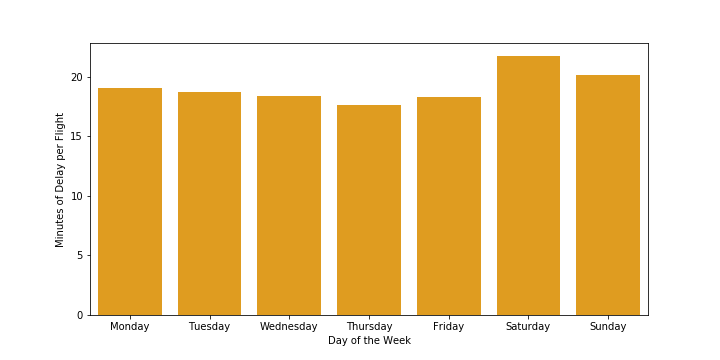 Minutes of Delay per Flight
20
15
10
5
0
Monday Tuesday Wednesday Thursday Friday Saturday Sunday
Day of the Week